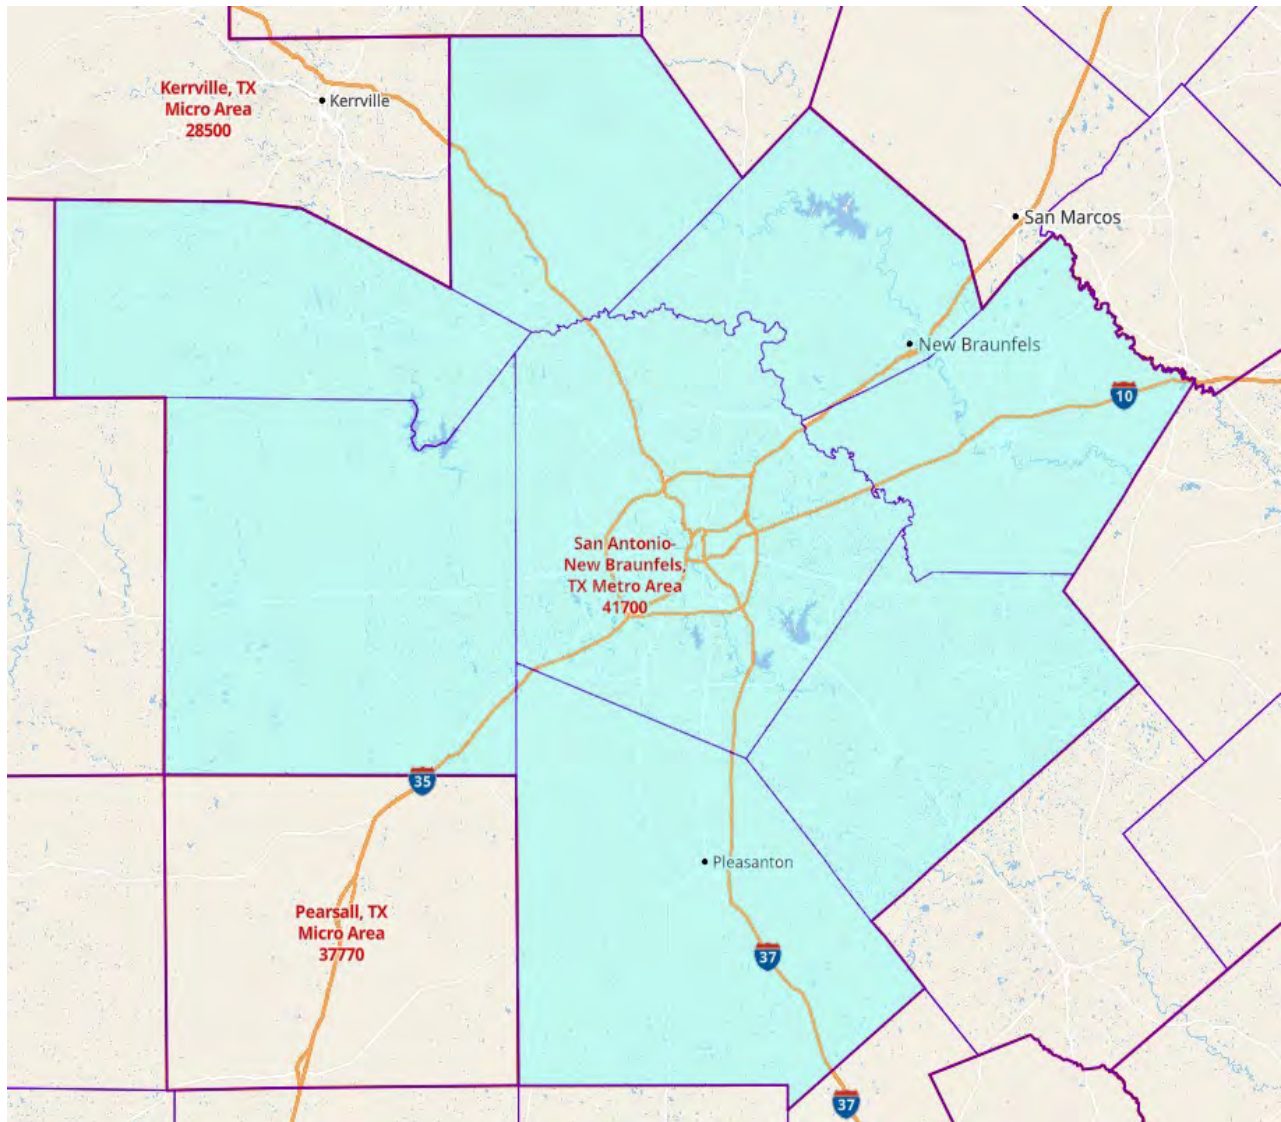 Kerrville, TX
Micro Area
28500
Kerrville
San Marcos
New Braunfels
10
San Antonio-
New Braunfels,
TX Metro Area
41700
35
Pleasanton
Pearsall, TX
Micro Area
37770
37
37